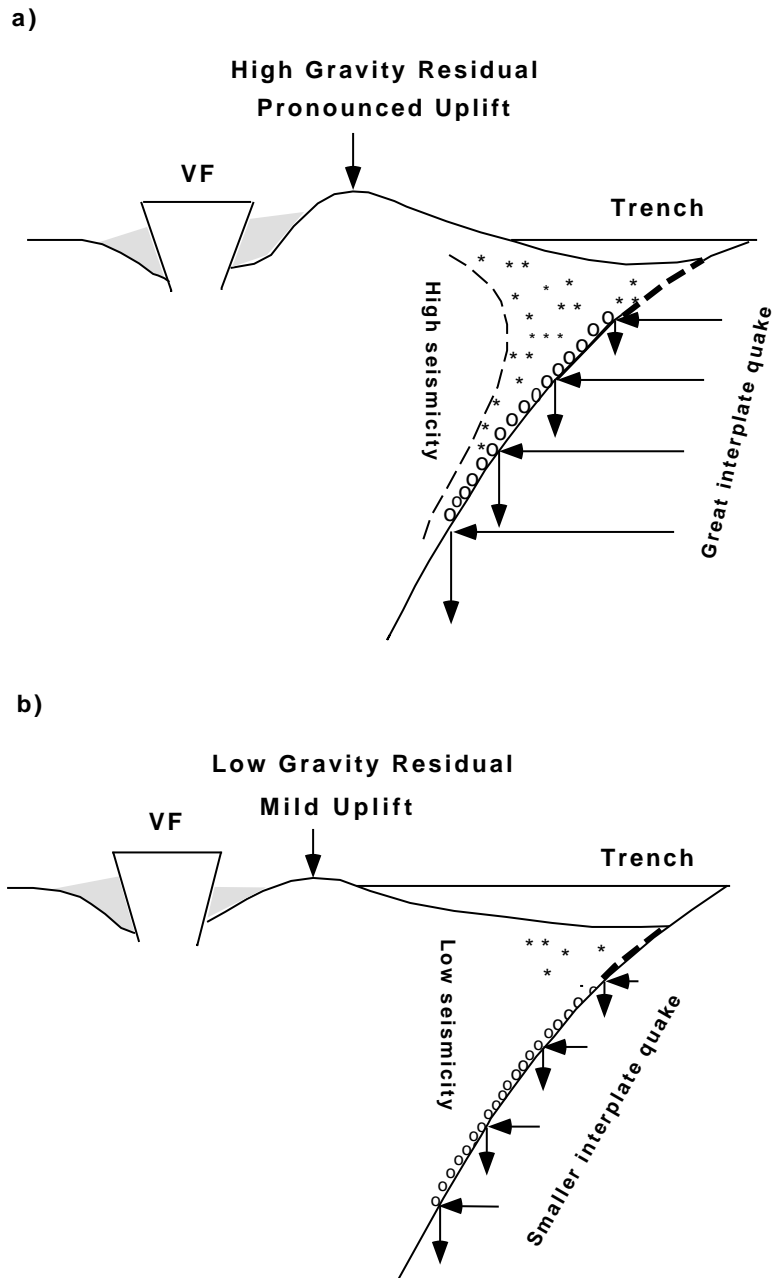 a)
High Gravity Residual
Pronounced Uplift
VF
Trench
High seismicity
Great interplate quake
b)
Low Gravity Residual
Mild Uplift
VF
Trench
Low seismicity
Smaller interplate quake